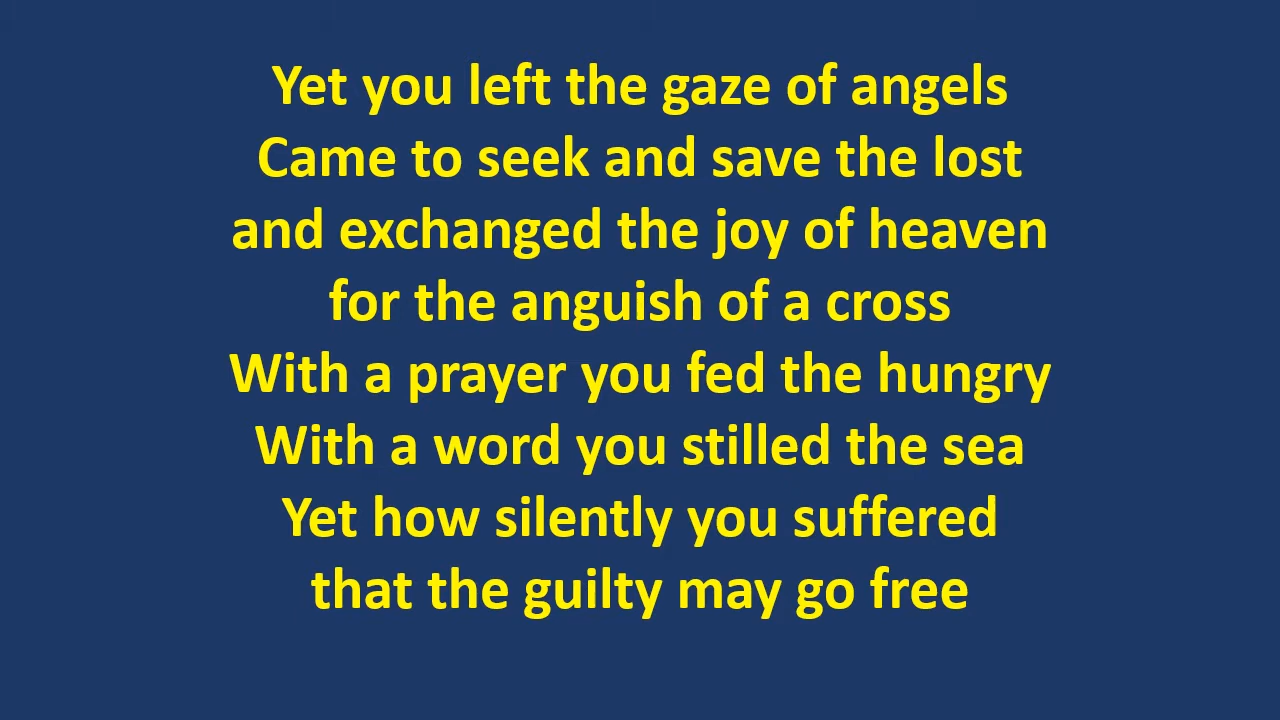 Yet you left the gaze of angels
Came to seek and save the lost
and exchanged the joy of heaven
for the anguish of a cross
With a prayer you fed the hungry
With a word you stilled the sea
Yet how silently you suffered
that the guilty may go free